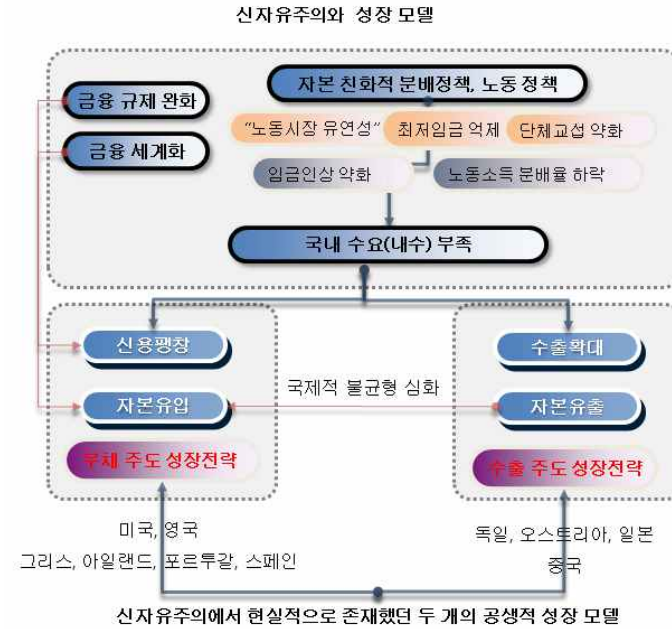 신자유주의와 성장 모델
금융 규제 완화
금융 세계화
자본 친화적 분배정책, 노동 정책
“노동시장 유연성”
최저임금 억제
단체교섭 약화
임금인상 약화
노동소득 분배율 하락
국내 수요(내수) 부족
신용팽창
자본유입
부채 주도 성장전략
국제적 불균형 심화
수출확대
자본유출
수출 주도 성장전략
미국, 영국
그리스, 아일랜드, 포르투갈, 스페인
독일, 오스트리아, 일본
중국
신자유주의에서 현실적으로 존재했던 두 개의 공생적 성장 모델